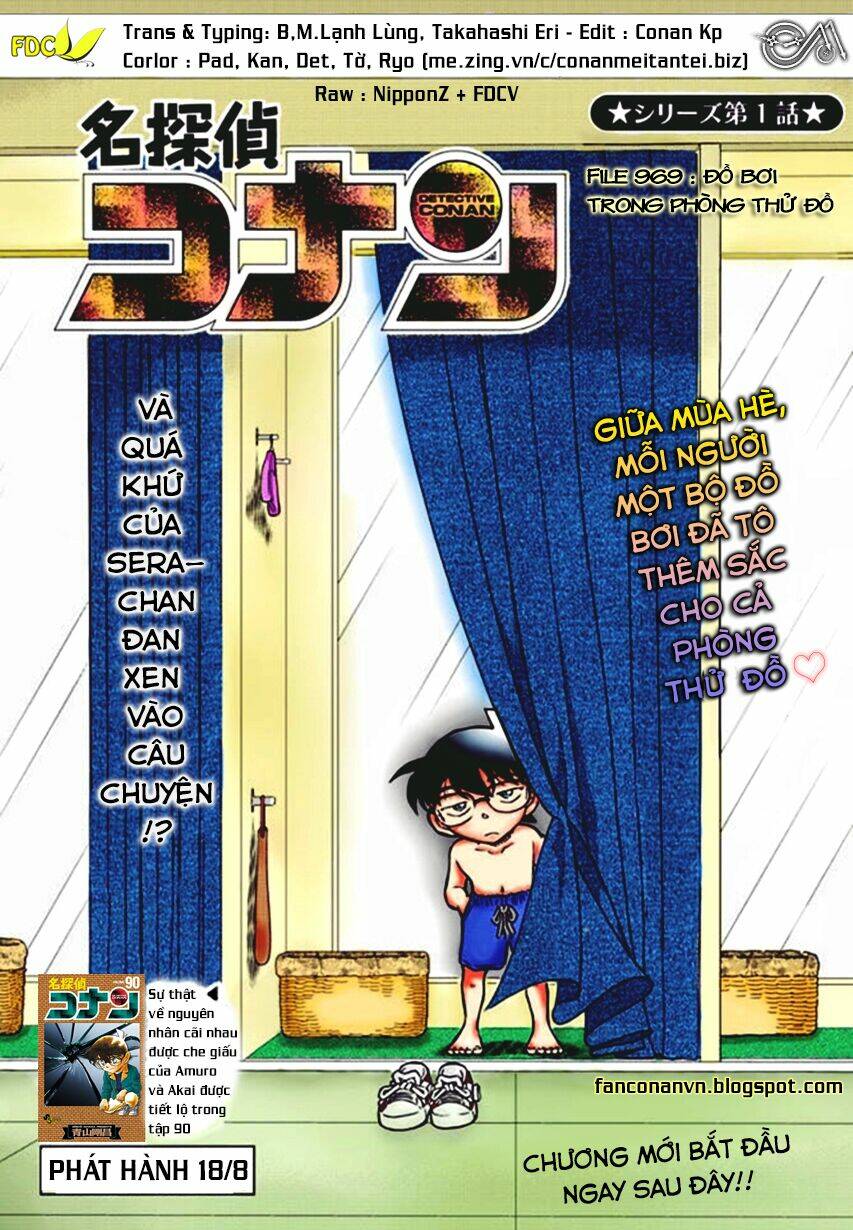 FDC
Trans & Typing: B,M.Lạnh Lùng, Takahashi Eri - Edit : Conan Kp
Corlor : Pad, Kan, Det, Tờ, Ryo (me.zing.vn/c/conanmeitantei.biz)
Raw : NipponZ + FDCV
★シリーズ第1話★
名探偵
コナン
DETECTIVE
CONAN
FILE 969 : ĐỒ BƠI
TRONG PHÒNG THỬ ĐỒ
GIỮA MÙA HÈ,
MỖI NGƯỜI
MỘT BỘ ĐỒ
BƠI ĐÃ TÔ
THÊM SẮC
CHO CẢ
PHÒNG
THỬ ĐỒ♡
VÀ
QUÁ
KHỨ
CỦA
SERA-
CHAN
ĐAN
XEN
VÀO
CÂU
CHUYỆN
!?
名探偵
90
コナン
青山剛昌
Sự thật
về nguyên
nhân cãi nhau
được che giấu
của Amuro
và Akai được
tiết lộ trong
tập 90
PHÁT HÀNH 18/8
fanconanvn.blogspot.com
CHƯƠNG MỚI BẮT ĐẦU
NGAY SAU ĐÂY!!